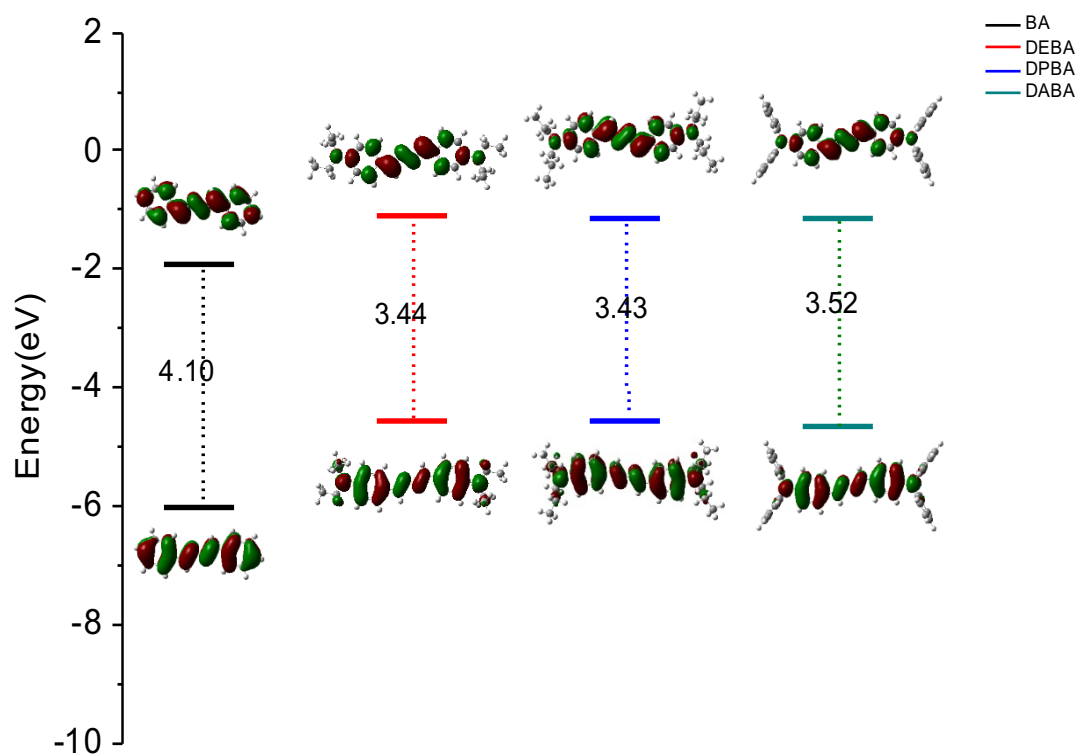 BA
DEBA
DPBA
DABA
2
0
-2
-4
-6
-8
-10
Energy(eV)
4.10
3.44
3.43
3.52